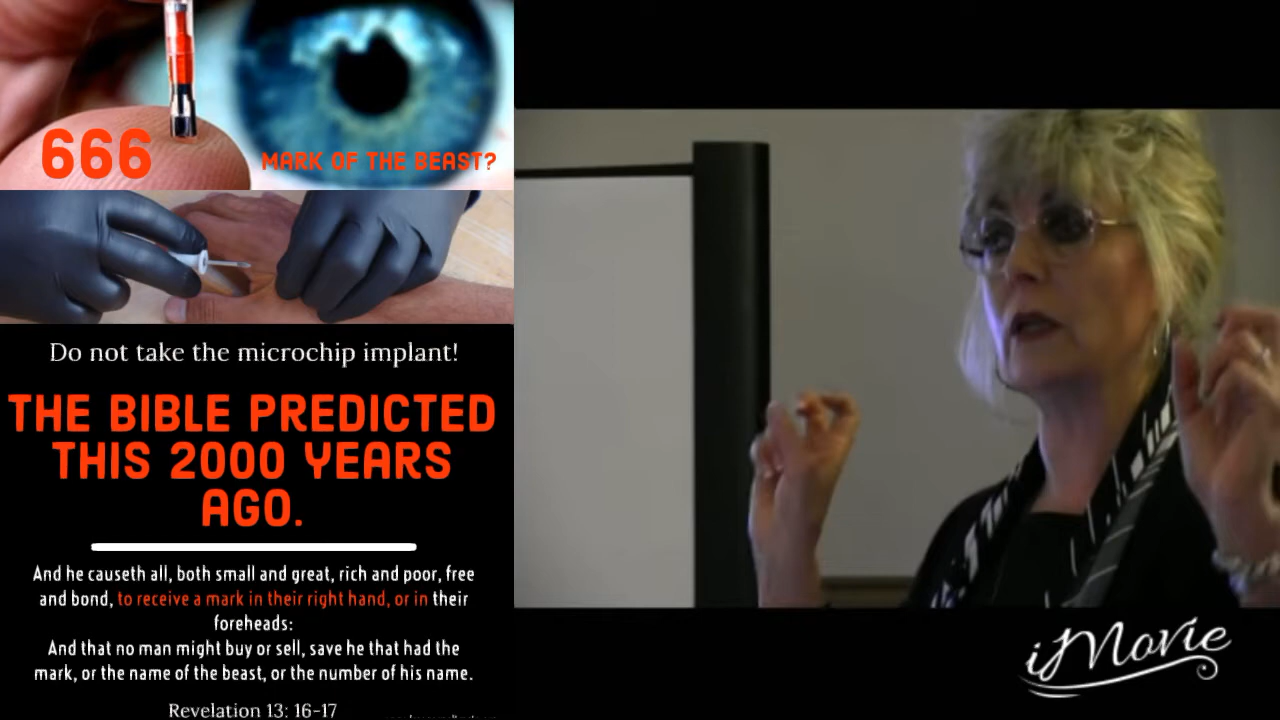 666
MARK OF THE BEAST?
Do not take the microchip implant!
THE BIBLE PREDICTED
THIS 2000 YEARS
AGO.
And he causeth all, both small and great, rich and poor, free
and bond, to receive a mark in their right hand, or in their
foreheads:
And that no man might buy or sell, save he that had the
mark, or the name of the beast, or the number of his name.
Revelation 13: 16-17
iMovie